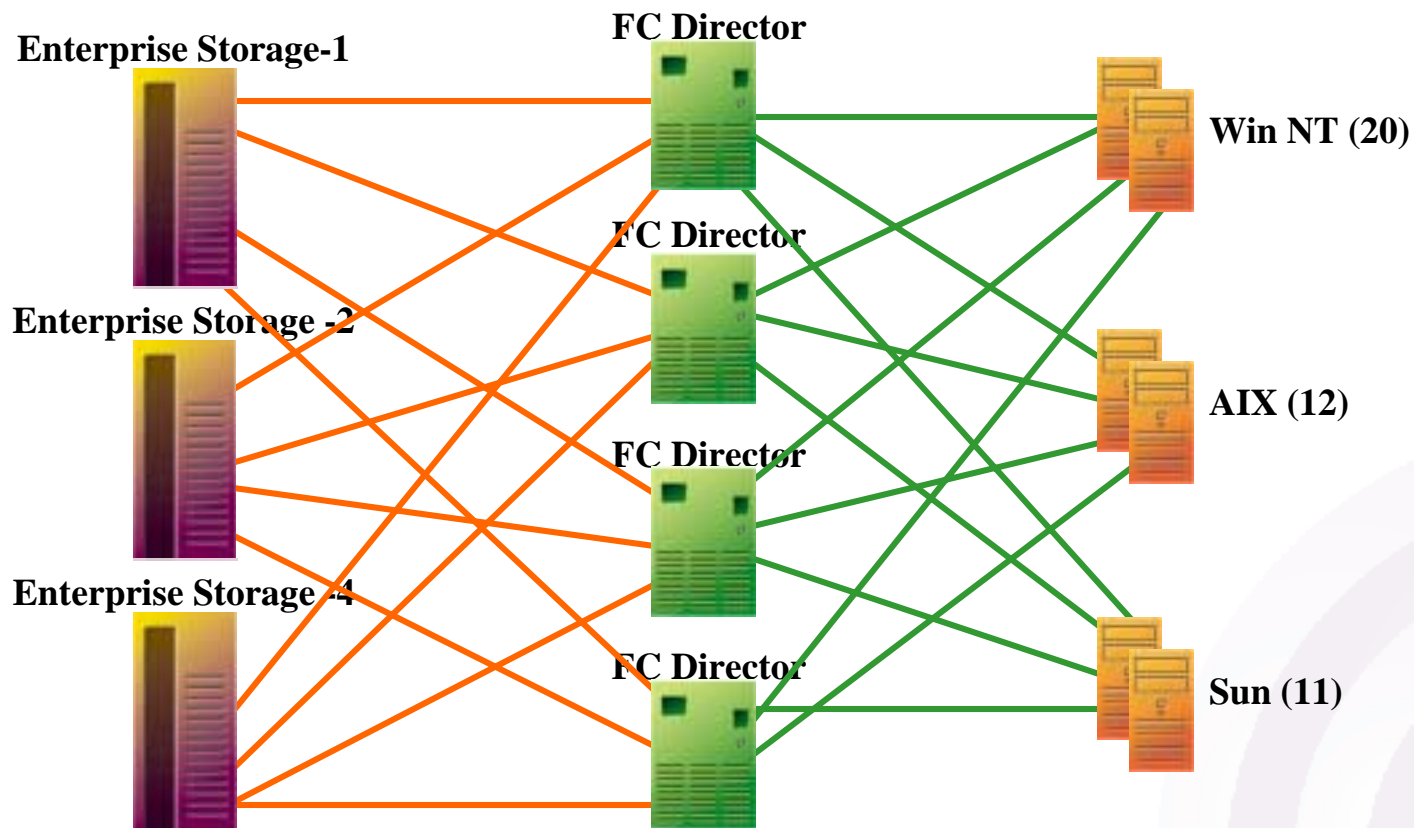 FC Director
Enterprise Storage-1
Win NT (20)
FC Director
Enterprise Storage -2
AIX (12)
FC Director
Enterprise Storage -4
FC Director
Sun (11)